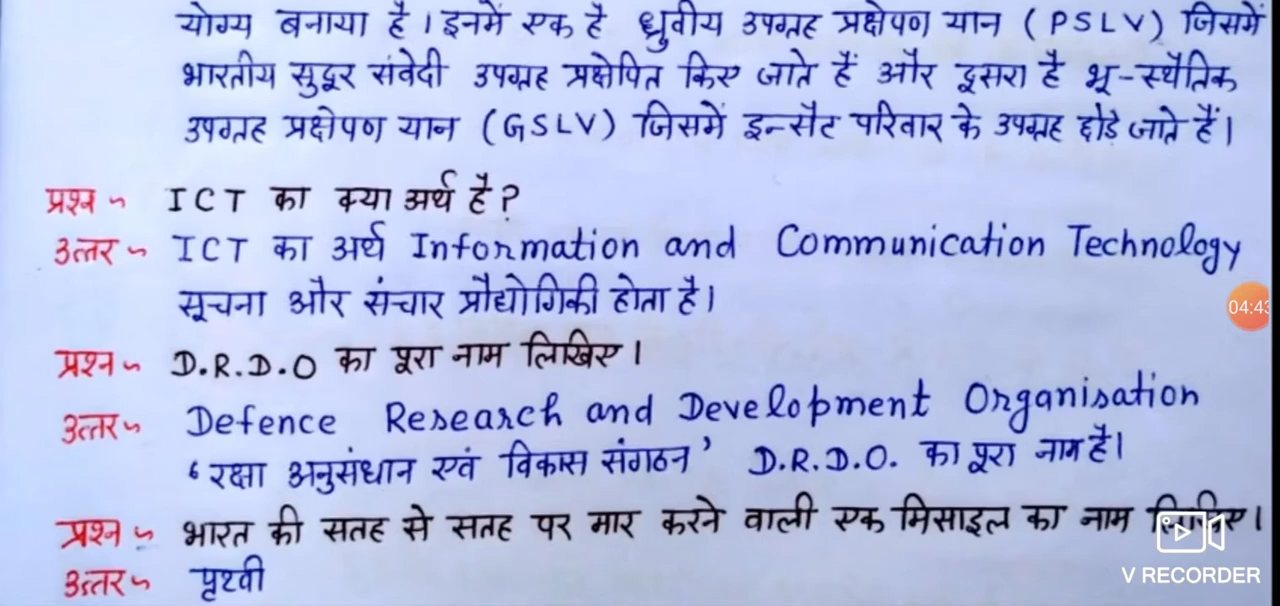 योग्य बनाया है। इनमें एक है ध्रुवीय उपग्रह प्रक्षेपण यान (PSLV) जिसमें
भारतीय सुदूर संवेदी उपग्रह प्रक्षेपित किए जाते हैं और दूसरा है भू-स्थैतिक
उपग्रह प्रक्षेपण यान (GSLV) जिसमें इन्सैट परिवार के उपग्रह छोड़े जाते हैं।
प्रश्न ~ ICT का क्या अर्थ है?
उत्तर ~ ICT का अर्थ Information and Communication Technology
सूचना और संचार प्रौद्योगिकी होता है।
04:43
प्रश्न ~ D.R.D.O का पूरा नाम लिखिए।
उत्तर ~ Defence Research and Development Organisation
‘रक्षा अनुसंधान एवं विकास संगठन’ D.R.D.O. का पूरा नाम है।
प्रश्न ~ भारत की सतह से सतह पर मार करने वाली एक मिसाइल का नाम लिखिए।
उत्तर ~ पृथ्वी
V RECORDER